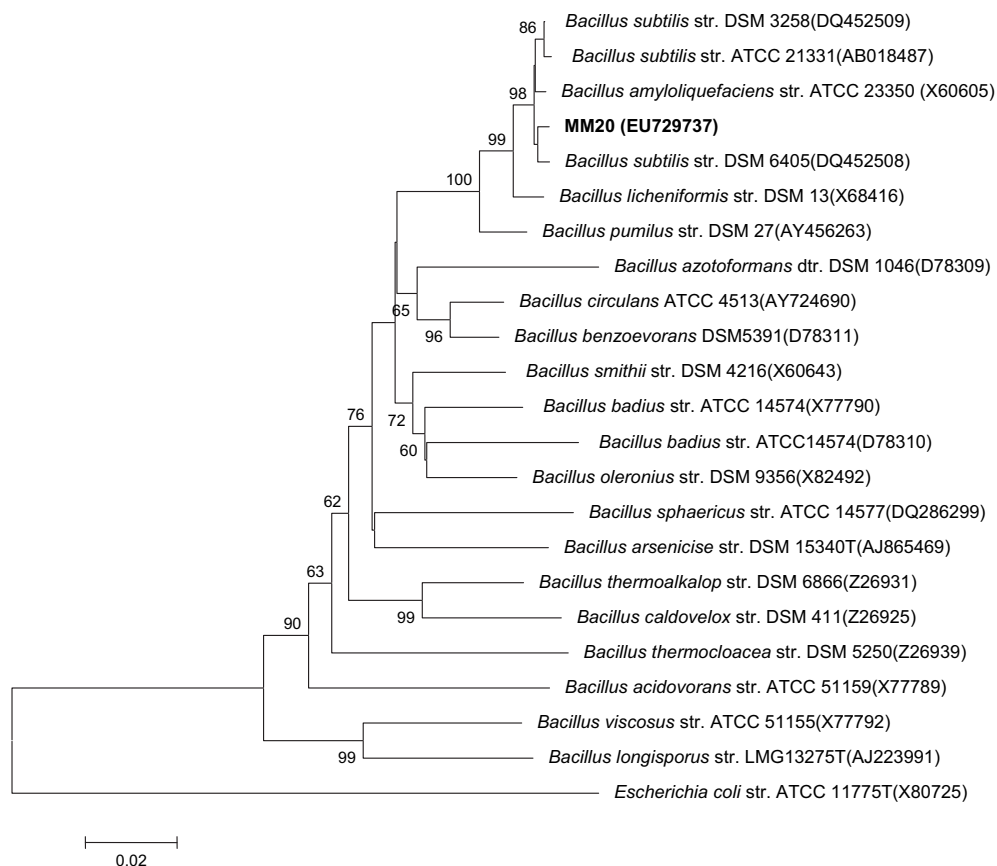 86
Bacillus subtilis str. DSM 3258(DQ452509)
Bacillus subtilis str. ATCC 21331(AB018487)
98
Bacillus amyloliquefaciens str. ATCC 23350 (X60605)
MM20 (EU729737)
99
Bacillus subtilis str. DSM 6405(DQ452508)
100
Bacillus licheniformis str. DSM 13(X68416)
Bacillus pumilus str. DSM 27(AY456263)
Bacillus azotoformans dtr. DSM 1046(D78309)
65
Bacillus circulans ATCC 4513(AY724690)
96
Bacillus benzoevorans DSM5391(D78311)
Bacillus smithii str. DSM 4216(X60643)
76
72
Bacillus badius str. ATCC 14574(X77790)
60
Bacillus badius str. ATCC14574(D78310)
Bacillus oleronius str. DSM 9356(X82492)
62
Bacillus sphaericus str. ATCC 14577(DQ286299)
Bacillus arsenicise str. DSM 15340T(AJ865469)
63
Bacillus thermoalkalop str. DSM 6866(Z26931)
99
Bacillus caldovelox str. DSM 411(Z26925)
90
Bacillus thermocloacea str. DSM 5250(Z26939)
Bacillus acidovorans str. ATCC 51159(X77789)
Bacillus viscosus str. ATCC 51155(X77792)
99
Bacillus longisporus str. LMG13275T(AJ223991)
Escherichia coli str. ATCC 11775T(X80725)
0.02